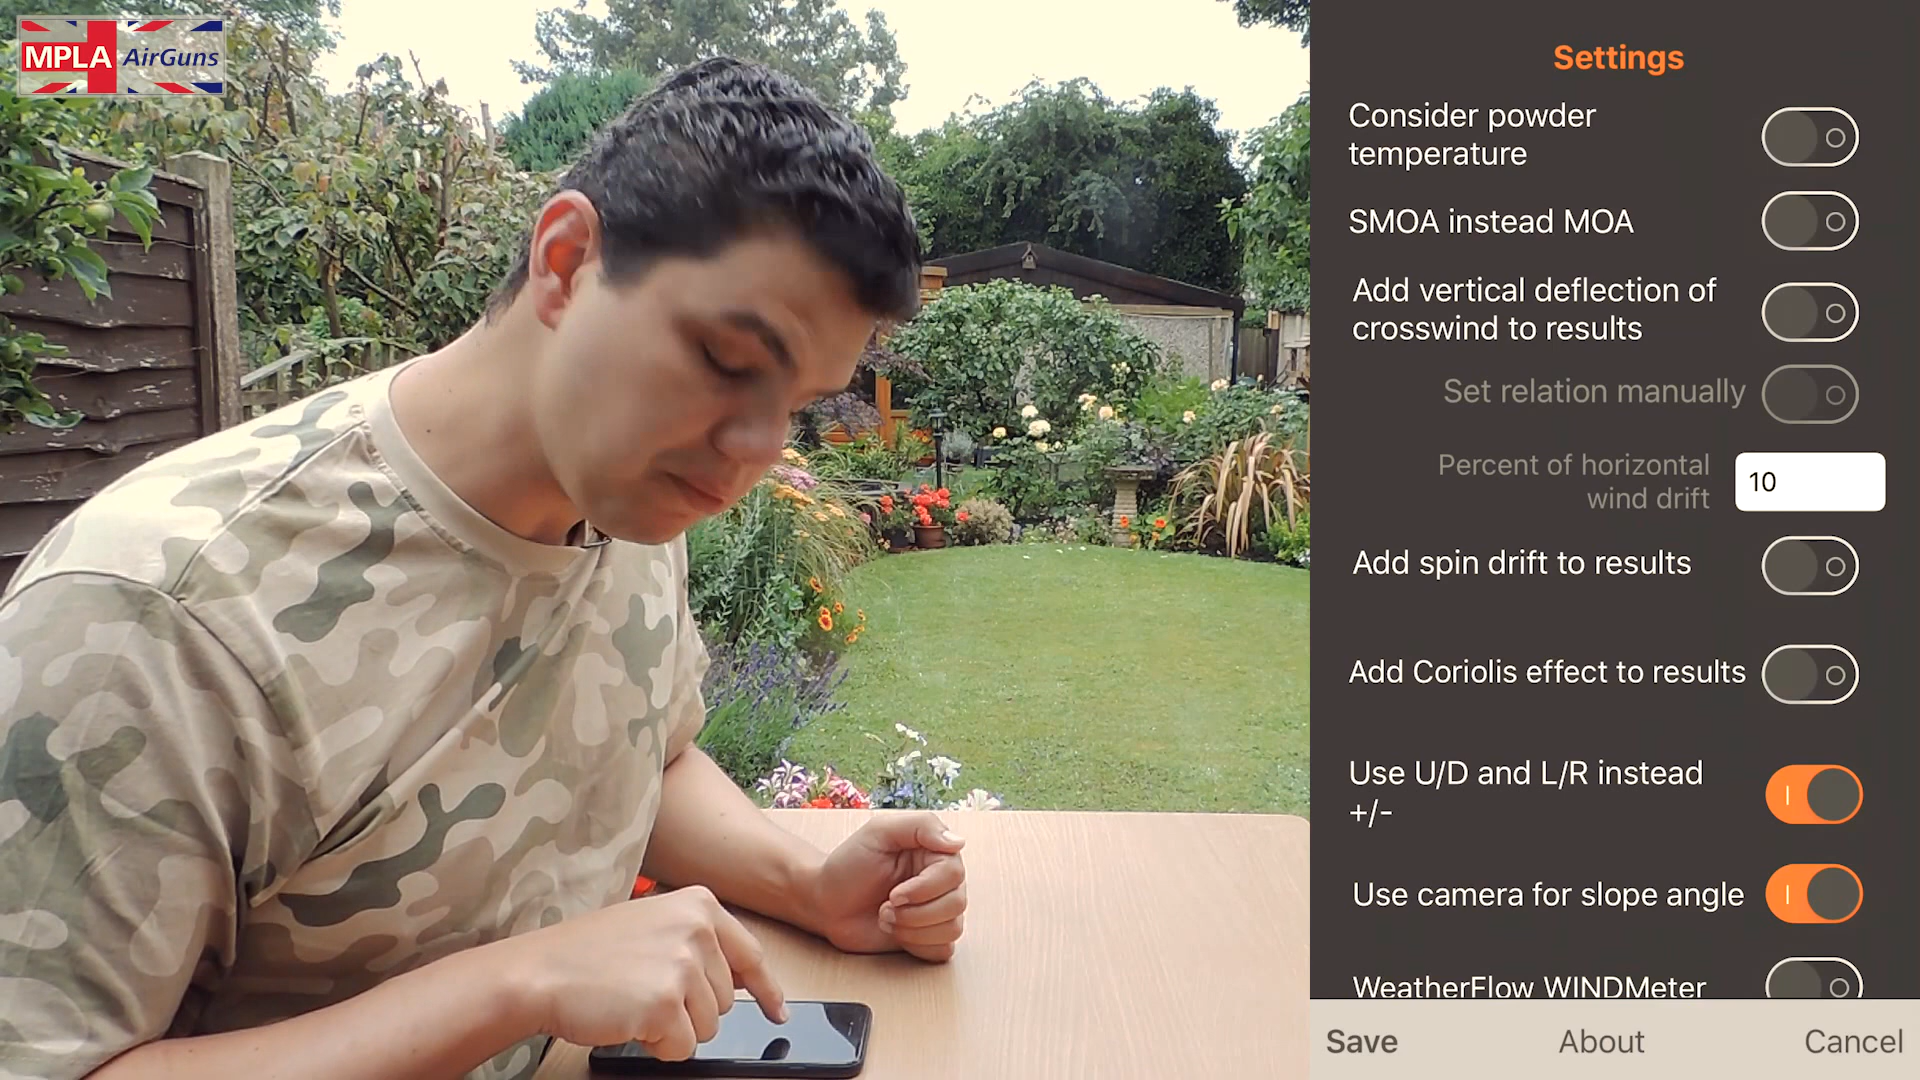 MPLA AirGuns
Settings
Consider powder
temperature
SMOA instead MOA
Add vertical deflection of
crosswind to results
Set relation manually
Percent of horizontal
wind drift
10
Add spin drift to results
Add Coriolis effect to results
Use U/D and L/R instead
+/-
Use camera for slope angle
WeatherFlow WINDMeter
Save
About
Cancel